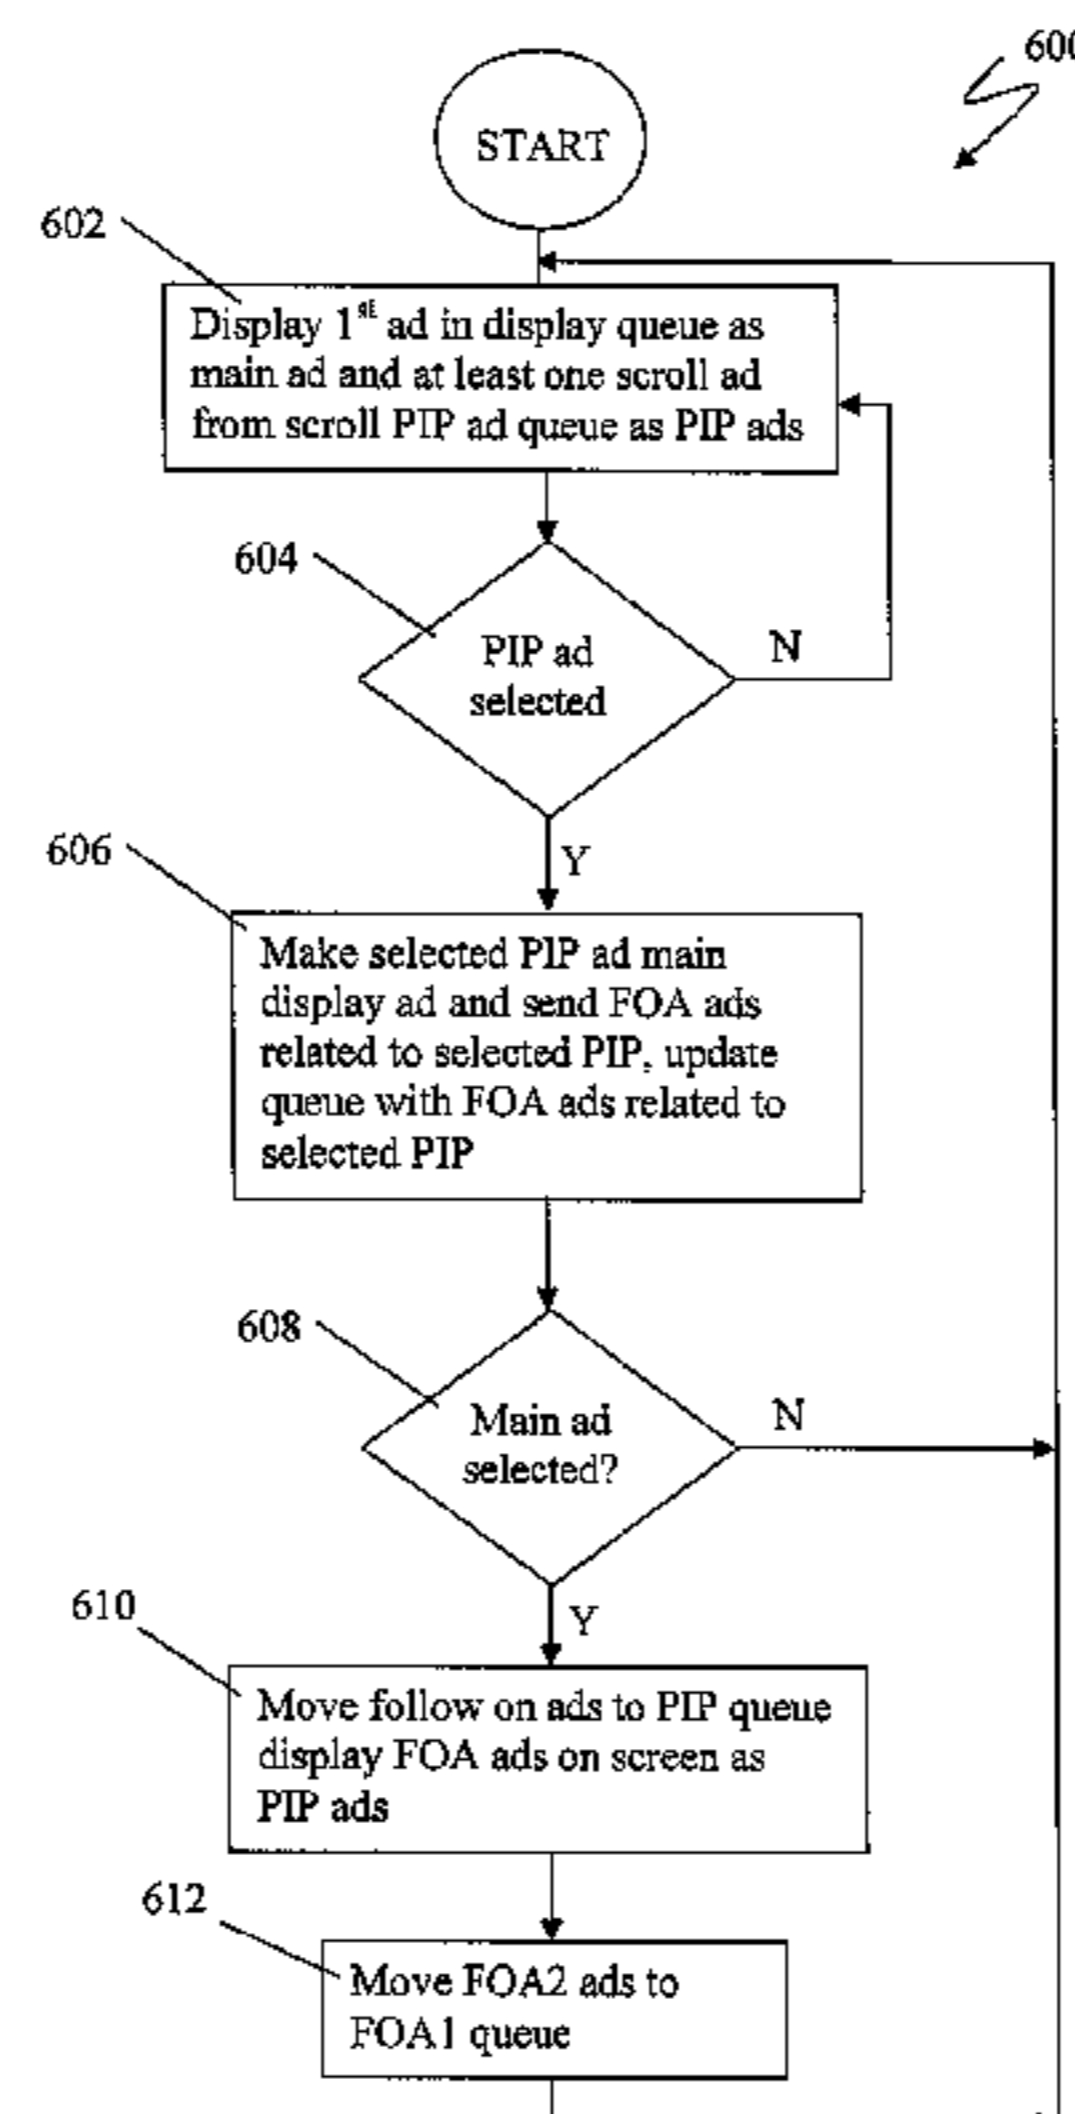 600
START
602
Display 1st ad in display queue as
main ad and at least one scroll ad
from scroll PIP ad queue as PIP ads
604
PIP ad
selected
N
Y
606
Make selected PIP ad main
display ad and send FOA ads
related to selected PIP, update
queue with FOA ads related to
selected PIP
608
Main ad
selected?
N
Y
610
Move follow on ads to PIP queue
display FOA ads on screen as
PIP ads
612
Move FOA2 ads to
FOA1 queue